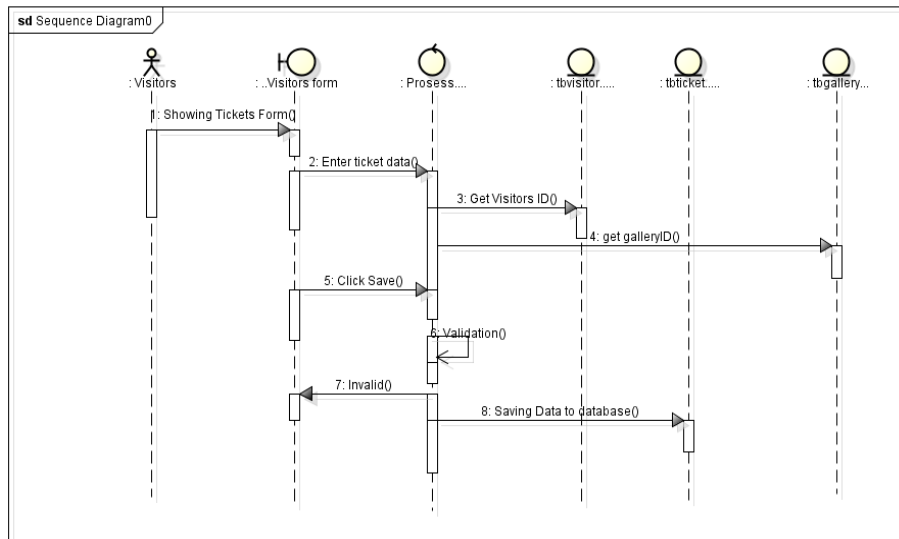 sd Sequence Diagram0
: Visitors
: ..Visitors form
: Prosess....
: tbvisitor.....
: tbticket.....
: tbgallery...
1: Showing Tickets Form()
2: Enter ticket data()
3: Get Visitors ID()
4: get galleryID()
5: Click Save()
6: Validation()
7: Invalid()
8: Saving Data to database()